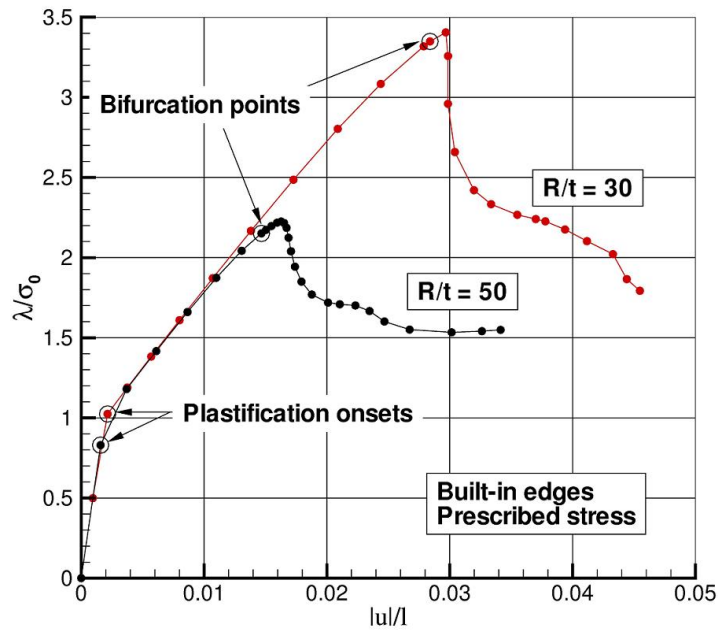 3.5
3
2.5
2
1.5
1
0.5
0
λ/σ₀
Bifurcation points
R/t = 30
R/t = 50
Plastification onsets
Built-in edges
Prescribed stress
0 0.01 0.02 0.03 0.04 0.05
|u|/l